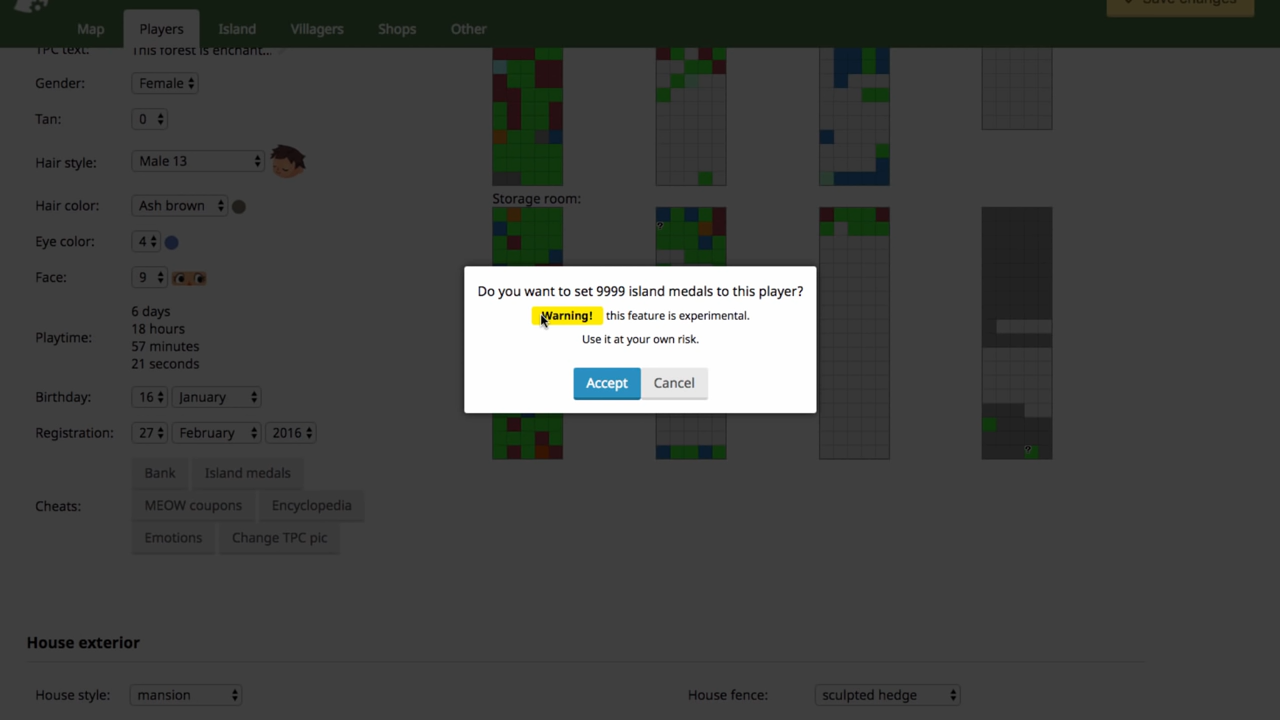 Save changes
Map Players Island Villagers Shops Other
TPC text: This forest is enchant...
Gender: Female
Tan: 0
Hair style: Male 13
Storage room:
Hair color: Ash brown
Eye color: 4
Face: 9
Do you want to set 9999 island medals to this player?
Warning! this feature is experimental.
Use it at your own risk.
Accept Cancel
6 days
18 hours
Playtime:
57 minutes
21 seconds
Birthday: 16 January
Registration: 27 February 2016
Bank Island medals
Cheats: MEOW coupons Encyclopedia
Emotions Change TPC pic
House exterior
House style: mansion House fence: sculpted hedge